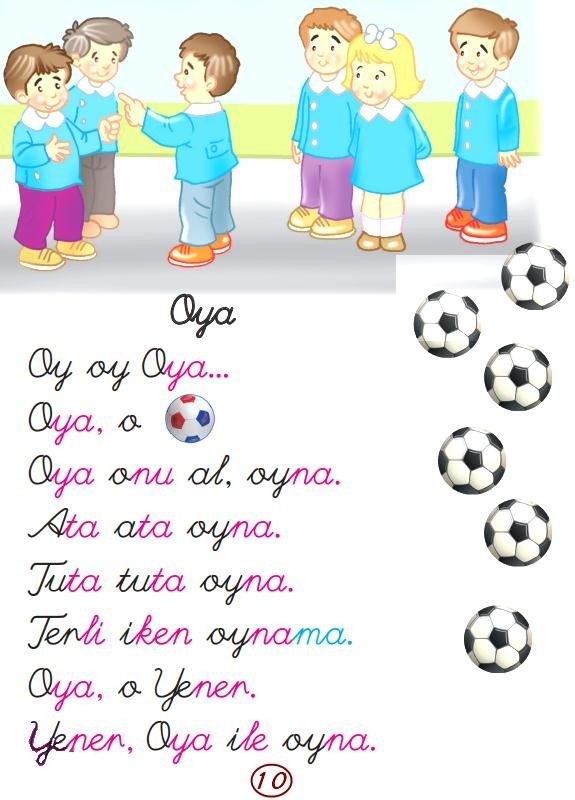 Oya
Oy oy Oya...
Oya, o
Oya onu al, oyna.
Ata ata oyna.
Tuta tuta oyna.
Terli iken oynama.
Oya, o Yener.
Yener, Oya ile oyna.
10